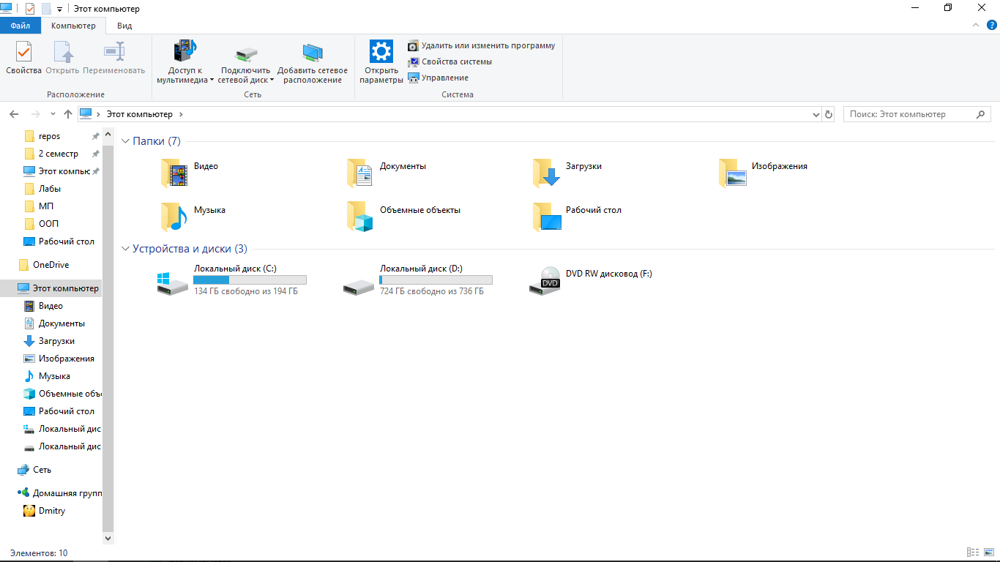 Этот компьютер
Файл
Компьютер
Вид
Свойства
Открыть
Переименовать
Расположение
Доступ к
мультимедиа
Подключить
сетевой диск
Добавить сетевое
расположение
Сеть
Открыть
параметры
Удалить или изменить программу
Свойства системы
Управление
Система
Этот компьютер
Поиск: Этот компьютер
repos
2 семестр
Этот компьк
Лабы
МП
ООП
Рабочий стол
OneDrive
Этот компьютер
Видео
Документы
Загрузки
Изображения
Музыка
Объемные объ
Рабочий стол
Локальный дис
Локальный дис
Сеть
Домашняя групп
Dmitry
Папки (7)
Видео
Документы
Загрузки
Изображения
Музыка
Объемные объекты
Рабочий стол
Устройства и диски (3)
Локальный диск (C:)
134 ГБ свободно из 194 ГБ
Локальный диск (D:)
724 ГБ свободно из 736 ГБ
DVD
DVD RW дисковод (F:)
Элементов: 10